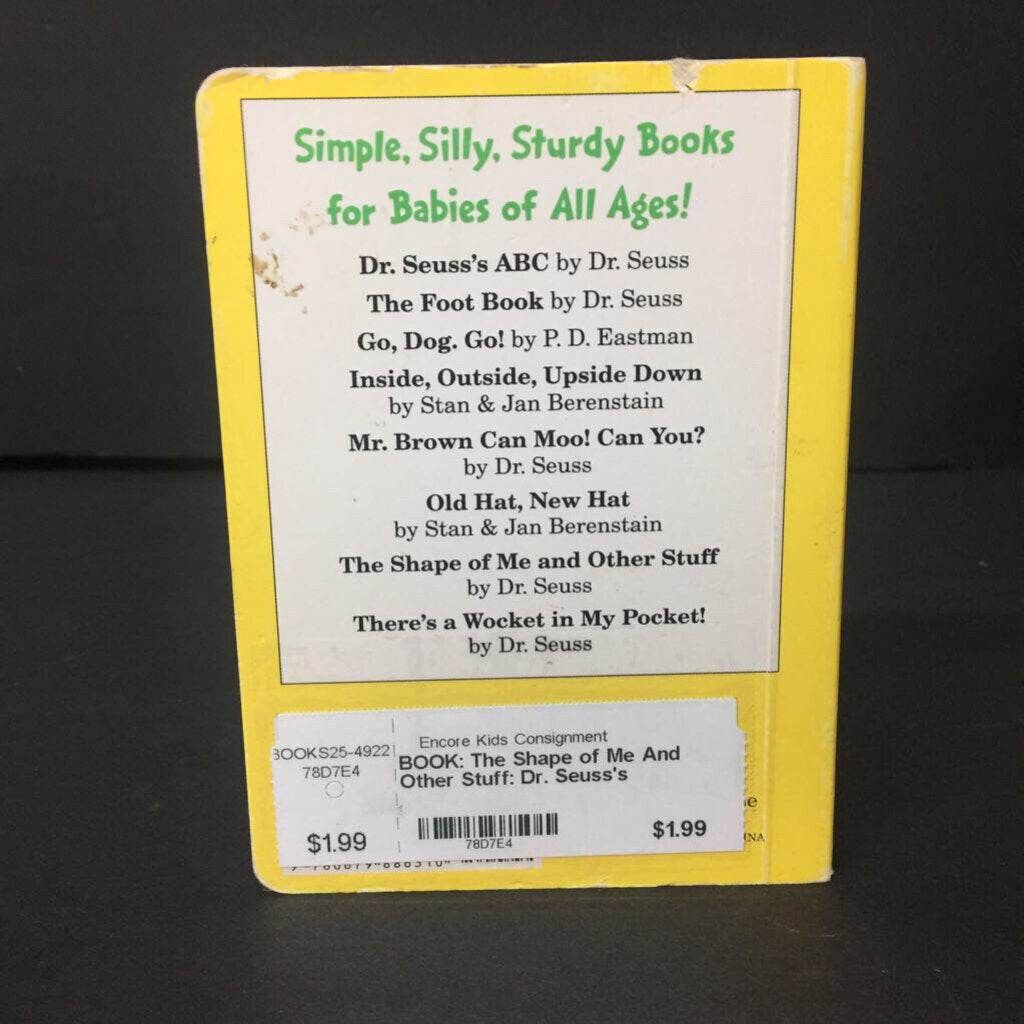 Simple, Silly, Sturdy Books
for Babies of All Ages!
Dr. Seuss's ABC by Dr. Seuss
The Foot Book by Dr. Seuss
Go, Dog. Go! by P. D. Eastman
Inside, Outside, Upside Down
by Stan & Jan Berenstain
Mr. Brown Can Moo! Can You?
by Dr. Seuss
Old Hat, New Hat
by Stan & Jan Berenstain
The Shape of Me and Other Stuff
by Dr. Seuss
There's a Wocket in My Pocket!
by Dr. Seuss
BOOKS25-4922
78D7E4
$1.99
Encore Kids Consignment
BOOK: The Shape of Me And
Other Stuff: Dr. Seuss's
78D7E4
$1.99